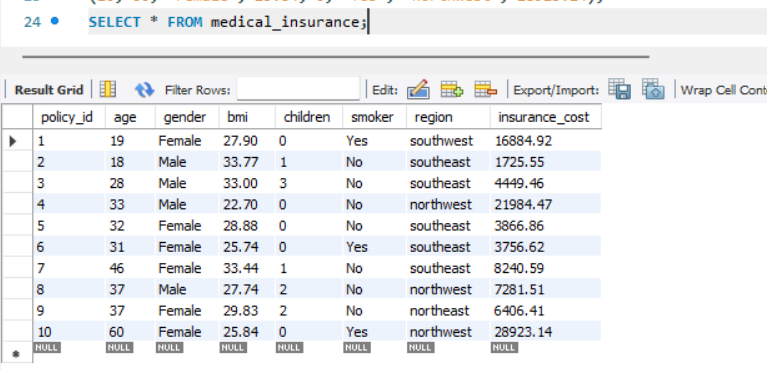 24 SELECT * FROM medical_insurance;
Result Grid Filter Rows: Edit: Export/Import: Wrap Cell Conte
policy_id age gender bmi children smoker region insurance_cost
1 19 Female 27.90 0 Yes southwest 16884.92
2 18 Male 33.77 1 No southeast 1725.55
3 28 Male 33.00 3 No southeast 4449.46
4 33 Male 22.70 0 No northwest 21984.47
5 32 Female 28.88 0 No southeast 3866.86
6 31 Female 25.74 0 Yes southeast 3756.62
7 46 Female 33.44 1 No southeast 8240.59
8 37 Male 27.74 2 No northwest 7281.51
9 37 Female 29.83 2 No northeast 6406.41
10 60 Female 25.84 0 Yes northwest 28923.14
NULL NULL NULL NULL NULL NULL NULL NULL